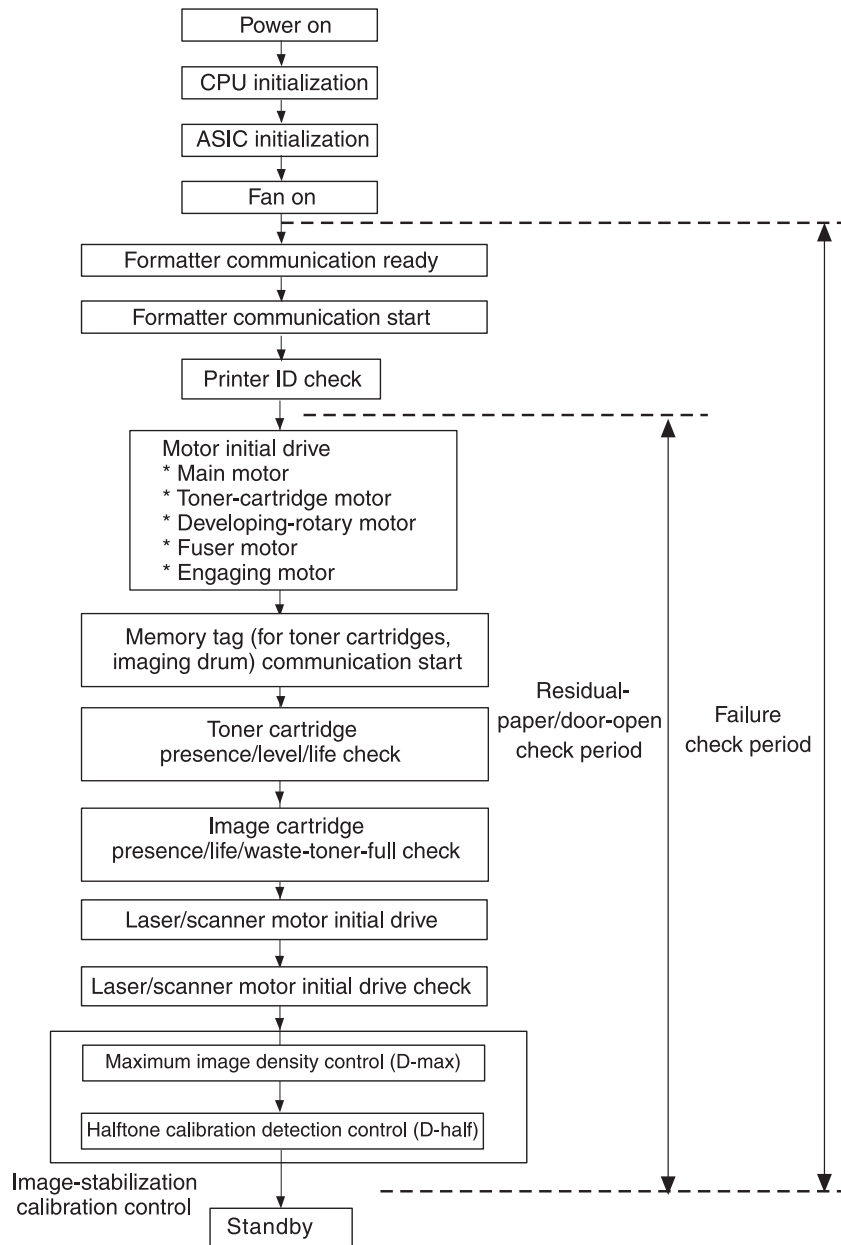 Power on
CPU initialization
ASIC initialization
Fan on
Formatter communication ready
Formatter communication start
Printer ID check
Motor initial drive
* Main motor
* Toner-cartridge motor
* Developing-rotary motor
* Fuser motor
* Engaging motor
Memory tag (for toner cartridges,
imaging drum) communication start
Toner cartridge
presence/level/life check
Image cartridge
presence/life/waste-toner-full check
Laser/scanner motor initial drive
Laser/scanner motor initial drive check
Maximum image density control (D-max)
Halftone calibration detection control (D-half)
Image-stabilization
calibration control
Standby
Residual-
paper/door-open
check period
Failure
check period